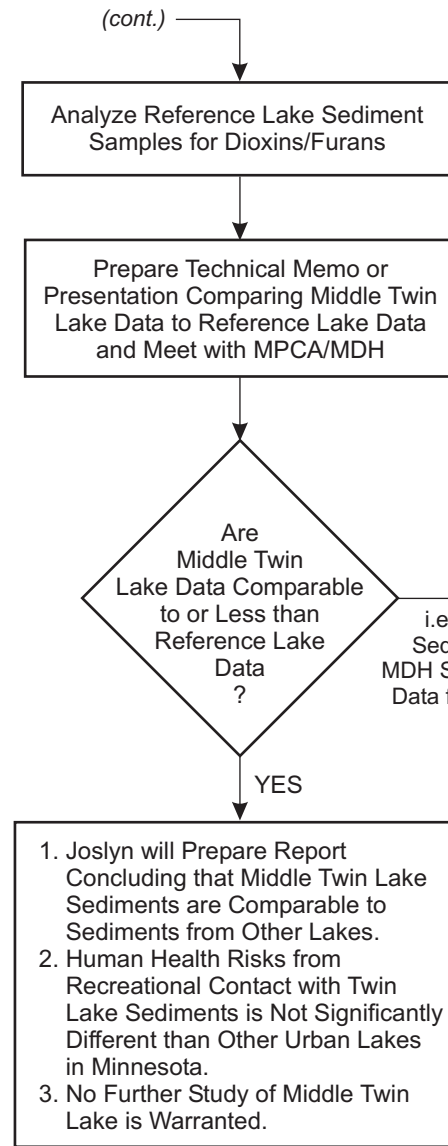 (cont.)
Analyze Reference Lake Sediment
Samples for Dioxins/Furans
Prepare Technical Memo or
Presentation Comparing Middle Twin
Lake Data to Reference Lake Data
and Meet with MPCA/MDH
Are
Middle Twin
Lake Data Comparable
to or Less than
Reference Lake
Data
?
i.e
Sed
MDH S
Data
YES
1. Joslyn will Prepare Report
Concluding that Middle Twin Lake
Sediments are Comparable to
Sediments from Other Lakes.
2. Human Health Risks from
Recreational Contact with Twin
Lake Sediments is Not Significantly
Different than Other Urban Lakes
in Minnesota.
3. No Further Study of Middle Twin
Lake is Warranted.